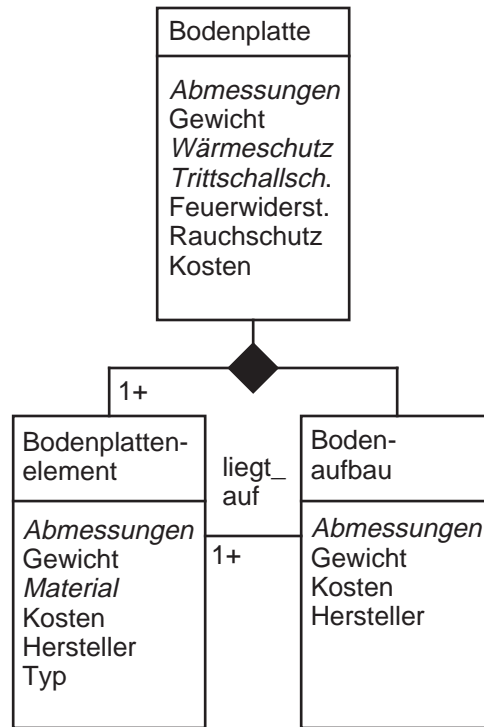 Bodenplatte
Abmessungen
Gewicht
Wärmeschutz
Trittschallsch.
Feuerwiderst.
Rauchschutz
Kosten
1+
Bodenplatten-
element
Abmessungen
Gewicht
Material
Kosten
Hersteller
Typ
liegt_
auf
1+
Boden-
aufbau
Abmessungen
Gewicht
Kosten
Hersteller